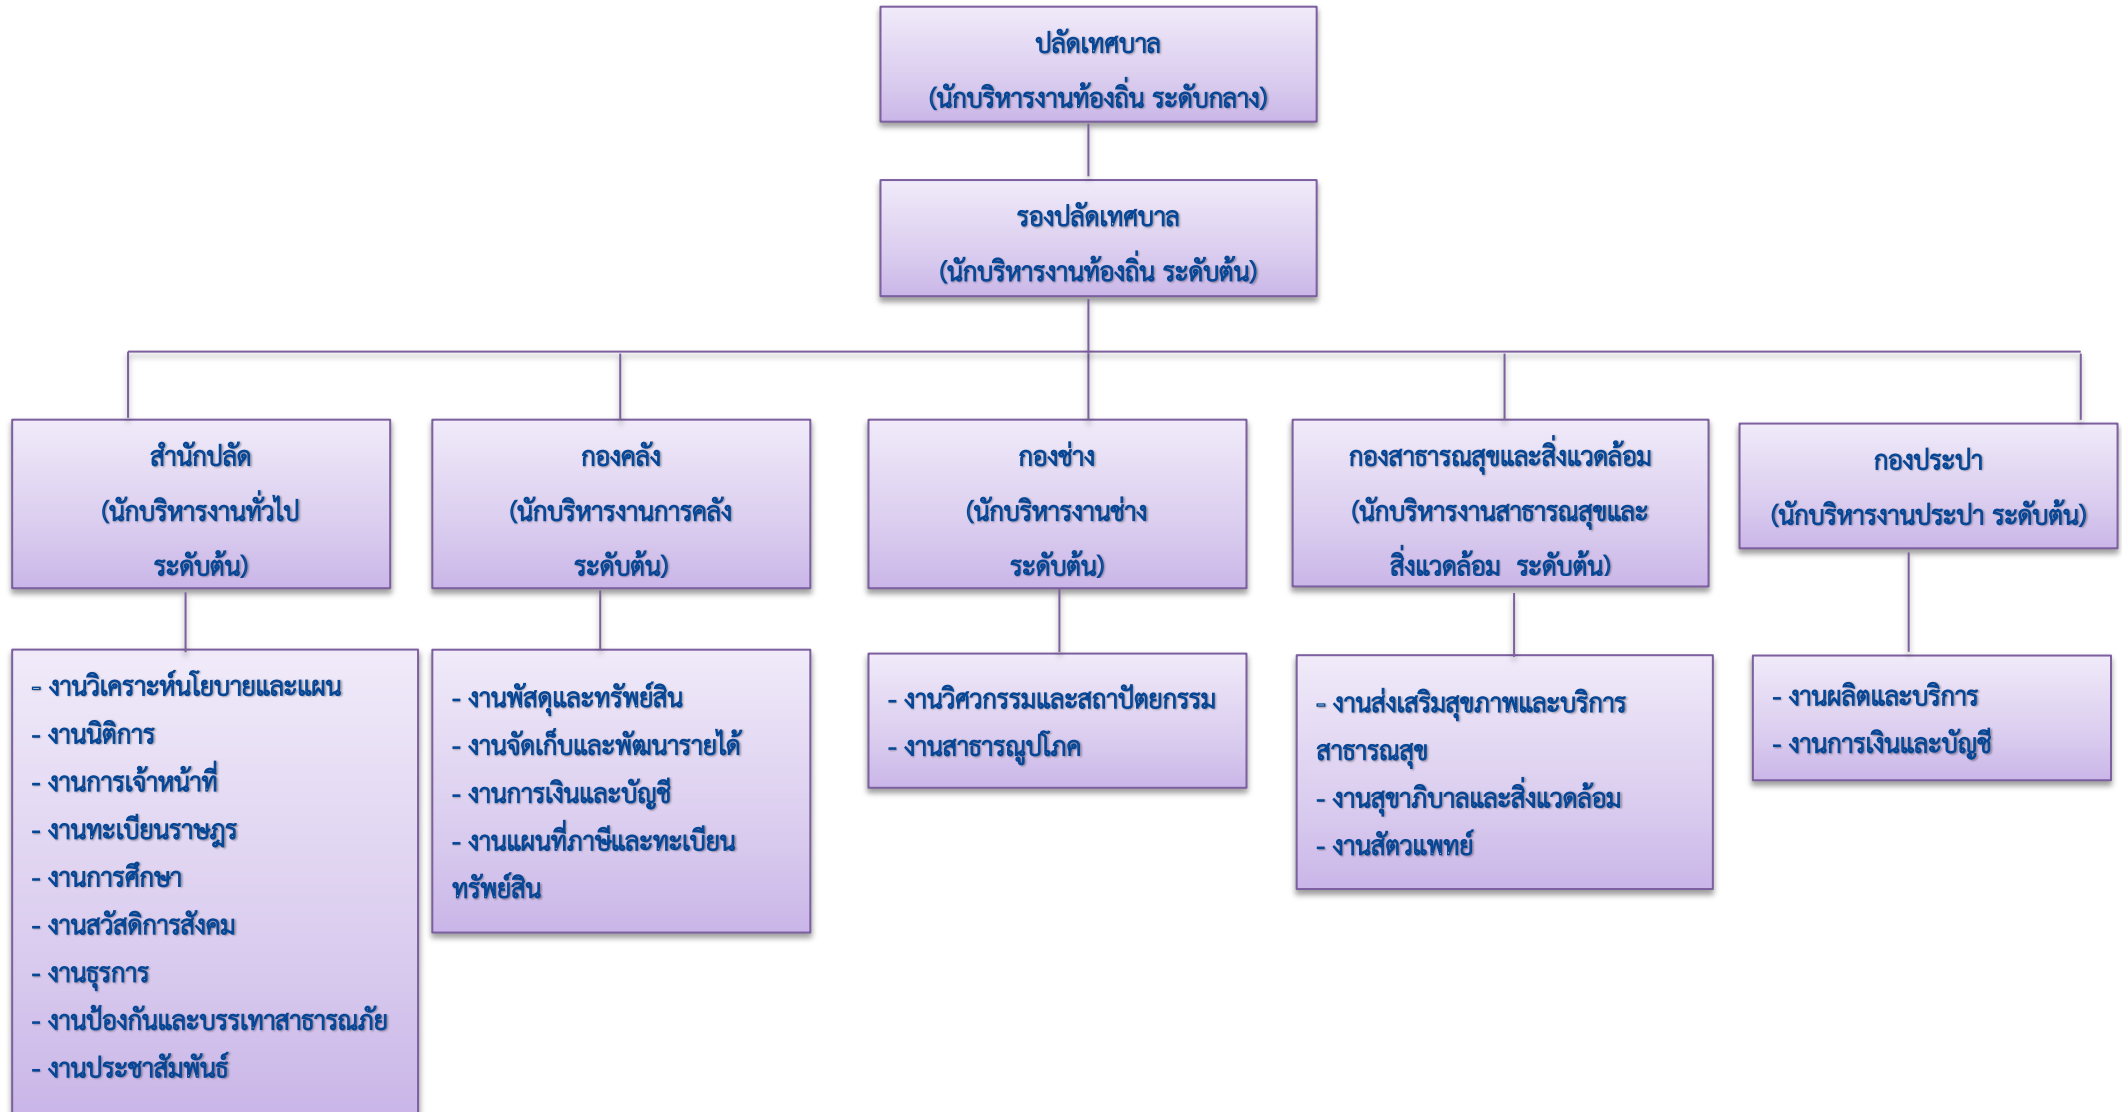 ปลัดเทศบาล
(นักบริหารงานท้องถิ่น ระดับกลาง)
รองปลัดเทศบาล
(นักบริหารงานท้องถิ่น ระดับต้น)
สำนักปลัด
(นักบริหารงานทั่วไป
ระดับต้น)
กองคลัง
(นักบริหารงานการคลัง
ระดับต้น)
กองช่าง
(นักบริหารงานช่าง
ระดับต้น)
กองสาธารณสุขและสิ่งแวดล้อม
(นักบริหารงานสาธารณสุขและ
สิ่งแวดล้อม ระดับต้น)
กองประปา
(นักบริหารงานประปา ระดับต้น)
- งานวิเคราะห์นโยบายและแผน
- งานนิติการ
- งานการเจ้าหน้าที่
- งานทะเบียนราษฎร
- งานการศึกษา
- งานสวัสดิการสังคม
- งานธุรการ
- งานป้องกันและบรรเทาสาธารณภัย
- งานประชาสัมพันธ์
- งานพัสดุและทรัพย์สิน
- งานจัดเก็บและพัฒนารายได้
- งานการเงินและบัญชี
- งานแผนที่ภาษีและทะเบียน
ทรัพย์สิน
- งานวิศวกรรมและสถาปัตยกรรม
- งานสาธารณูปโภค
- งานส่งเสริมสุขภาพและบริการ
สาธารณสุข
- งานสุขาภิบาลและสิ่งแวดล้อม
- งานสัตวแพทย์
- งานผลิตและบริการ
- งานการเงินและบัญชี